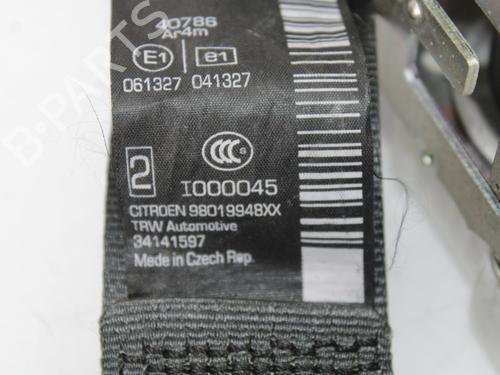 40786
Ar4m
E1 e1
061327 041327
CCC S
2 I000045
CITROEN 98019948XX
TRW Automotive
34141597
Made in Czech Rep.
B-PARTS